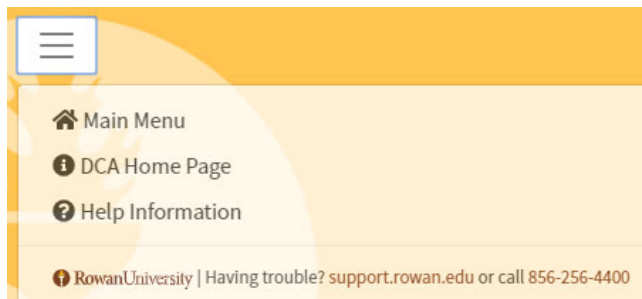 Main Menu
DCA Home Page
Help Information
RowanUniversity | Having trouble? support.rowan.edu or call 856-256-4400